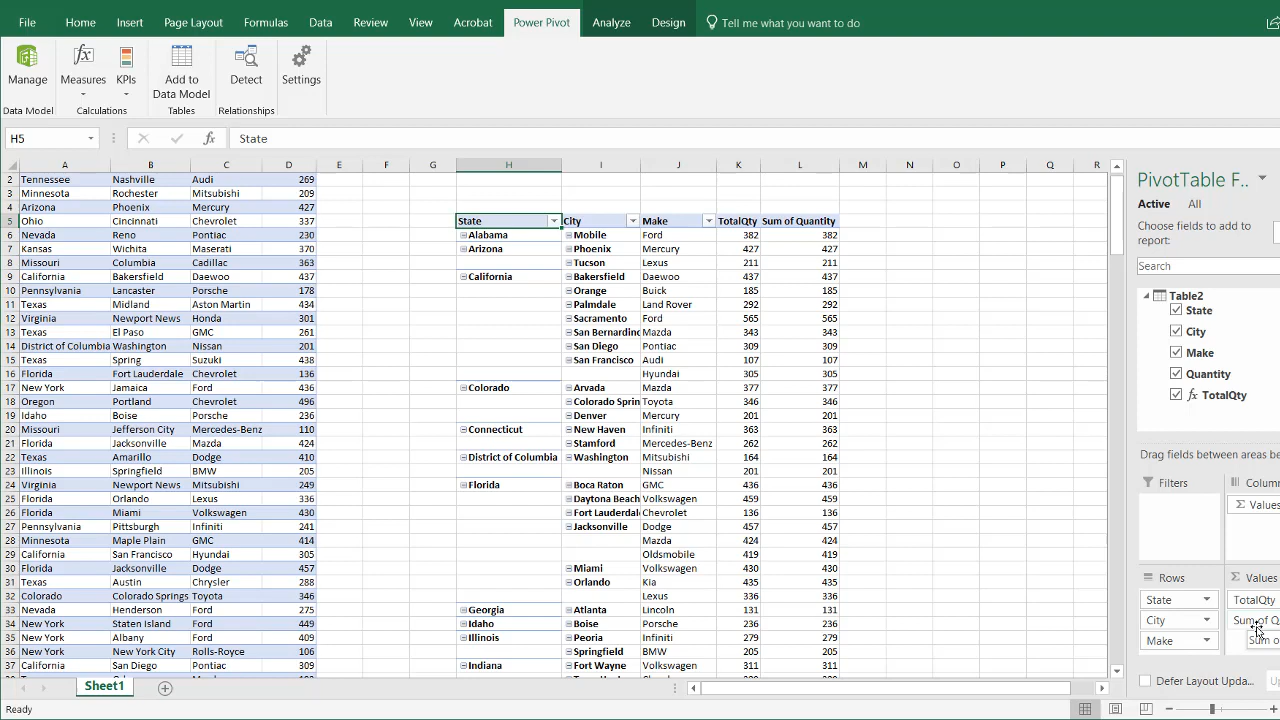 File Home Insert Page Layout Formulas Data Review View Acrobat Power Pivot Analyze Design Tell me what you want to do
Manage Measures KPIs Add to Data Model Detect Settings
Data Model Calculations Tables Relationships
H5 fx State
A B C D E F G H I J K L M N O P Q R
2 Tennessee Nashville Audi 269
3 Minnesota Rochester Mitsubishi 209
4 Arizona Phoenix Mercury 427
5 Ohio Cincinnati Chevrolet 337 State City Make TotalQty Sum of Quantity
6 Nevada Reno Pontiac 230 Alabama Mobile Ford 382 382
7 Kansas Wichita Maserati 370 Arizona Phoenix Mercury 427 427
8 Missouri Columbia Cadillac 363 Tucson Lexus 211 211
9 California Bakersfield Daewoo 437 California Bakersfield Daewoo 437 437
10 Pennsylvania Lancaster Porsche 178 Orange Buick 185 185
11 Texas Midland Aston Martin 434 Palmdale Land Rover 292 292
12 Virginia Newport News Honda 301 Sacramento Ford 565 565
13 Texas El Paso GMC 261 San Bernardino Mazda 343 343
14 District of Columbia Washington Nissan 201 San Diego Pontiac 309 309
15 Texas Spring Suzuki 438 San Francisco Audi 107 107
16 Florida Fort Lauderdale Chevrolet 136 Hyundai 305 305
17 New York Jamaica Ford 436 Colorado Arvada Mazda 377 377
18 Oregon Portland Chevrolet 496 Colorado Sprin Toyota 346 346
19 Idaho Boise Porsche 236 Denver Mercury 201 201
20 Missouri Jefferson City Mercedes-Benz 110 Connecticut New Haven Infiniti 363 363
21 Florida Jacksonville Mazda 424 Stamford Mercedes-Benz 262 262
22 Texas Amarillo Dodge 410 District of Columbia Washington Mitsubishi 164 164
23 Illinois Springfield BMW 205 Nissan 201 201
24 Virginia Newport News Mitsubishi 249 Florida Boca Raton GMC 436 436
25 Florida Orlando Lexus 336 Daytona Beach Volkswagen 459 459
26 Florida Miami Volkswagen 430 Fort Lauderdal Chevrolet 136 136
27 Pennsylvania Pittsburgh Infiniti 241 Jacksonville Dodge 457 457
28 Minnesota Maple Plain GMC 414 Mazda 424 424
29 California San Francisco Hyundai 305 Oldsmobile 419 419
30 Florida Jacksonville Dodge 457 Miami Volkswagen 430 430
31 Texas Austin Chrysler 288 Orlando Kia 435 435
32 Colorado Colorado Springs Toyota 346 Lexus 336 336
33 Nevada Henderson Ford 275 Georgia Atlanta Lincoln 131 131
34 New York Staten Island Ford 449 Idaho Boise Porsche 236 236
35 New York Albany Ford 409 Illinois Peoria Infiniti 279 279
36 New York New York City Rolls-Royce 106 Springfield BMW 205 205
37 California San Diego Pontiac 309 Indiana Fort Wayne Volkswagen 311 311
Sheet1
Ready
PivotTable F..
Active All
Choose fields to add to
report:
Search
Table2
State
City
Make
Quantity
fx TotalQty
Drag fields between areas be
Filters Column
Σ Values
Rows Σ Values
State TotalQty
City Sum of Q
Make Sum o
Defer Layout Upda... Up